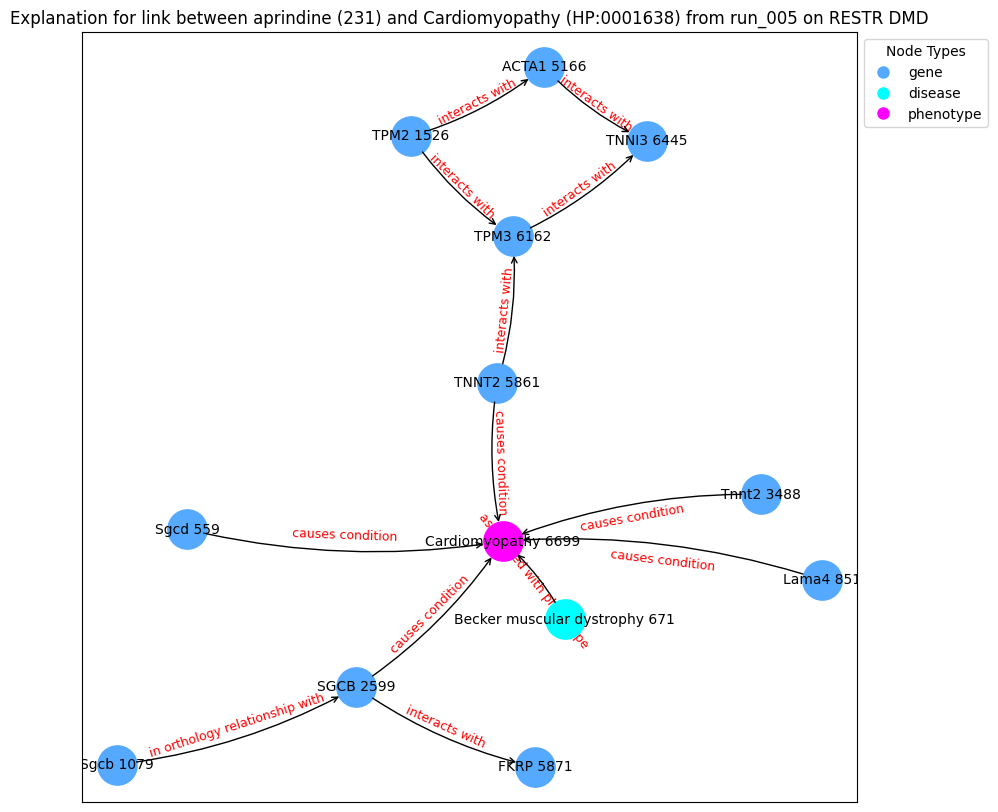 Explanation for link between aprindine (231) and Cardiomyopathy (HP:0001638) from run_005 on RESTR DMD
Node Types
gene
disease
phenotype
ACTA1 5166
interacts with
interacts with
TPM2 1526
TNNI3 6445
interacts with
interacts with
TPM3 6162
interacts with
TNNT2 5861
causes condition
Tnnt2 3488
causes condition
Sgcd 559
causes condition
Cardiomyopathy 6699
causes condition
Lama4 851
causes condition
Becker muscular dystrophy 671
SGCB 2599
in orthology relationship with
interacts with
Sgcb 1079
FKRP 5871